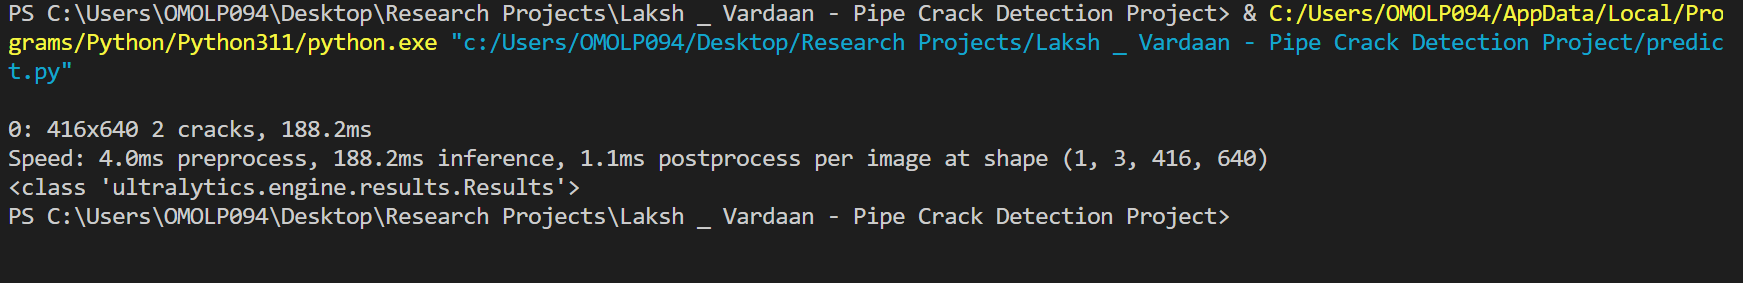 PS C:\Users\OMOLP094\Desktop\Research Projects\Laksh _ Vardaan - Pipe Crack Detection Project> & C:/Users/OMOLP094/AppData/Local/Pro
grams/Python/Python311/python.exe "c:/Users/OMOLP094/Desktop/Research Projects/Laksh _ Vardaan - Pipe Crack Detection Project/predic
t.py"
0: 416x640 2 cracks, 188.2ms
Speed: 4.0ms preprocess, 188.2ms inference, 1.1ms postprocess per image at shape (1, 3, 416, 640)
<class 'ultralytics.engine.results.Results'>
PS C:\Users\OMOLP094\Desktop\Research Projects\Laksh _ Vardaan - Pipe Crack Detection Project>